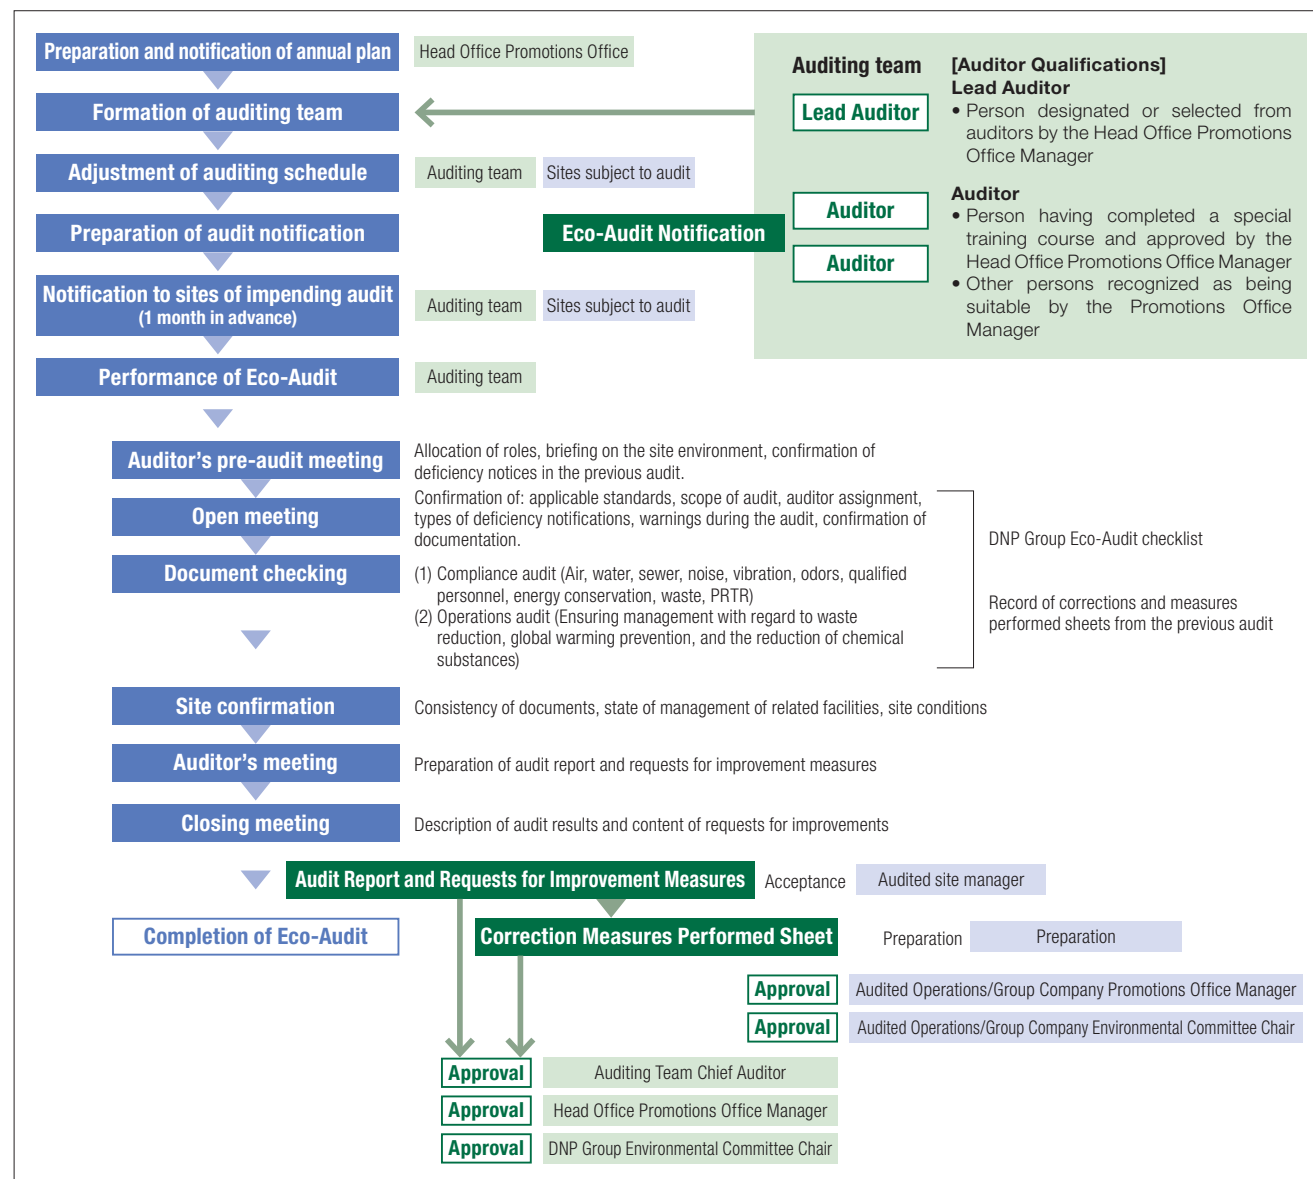 Preparation and notification of annual plan
Head Office Promotions Office
Formation of auditing team
Adjustment of auditing schedule
Auditing team
Sites subject to audit
Preparation of audit notification
Eco-Audit Notification
Notification to sites of impending audit
(1 month in advance)
Auditing team
Sites subject to audit
Performance of Eco-Audit
Auditing team
Auditing team
Lead Auditor
Auditor
Auditor
[Auditor Qualifications]
Lead Auditor
• Person designated or selected from
auditors by the Head Office Promotions
Office Manager
Auditor
• Person having completed a special
training course and approved by the
Head Office Promotions Office Manager
• Other persons recognized as being
suitable by the Promotions Office
Manager
Auditor's pre-audit meeting
Allocation of roles, briefing on the site environment, confirmation of
deficiency notices in the previous audit.
Open meeting
Confirmation of: applicable standards, scope of audit, auditor assignment,
types of deficiency notifications, warnings during the audit, confirmation of
documentation.
Document checking
(1) Compliance audit (Air, water, sewer, noise, vibration, odors, qualified
personnel, energy conservation, waste, PRTR)
(2) Operations audit (Ensuring management with regard to waste
reduction, global warming prevention, and the reduction of chemical
substances)
DNP Group Eco-Audit checklist
Record of corrections and measures
performed sheets from the previous audit
Site confirmation
Consistency of documents, state of management of related facilities, site conditions
Auditor's meeting
Preparation of audit report and requests for improvement measures
Closing meeting
Description of audit results and content of requests for improvements
Audit Report and Requests for Improvement Measures
Acceptance
Audited site manager
Completion of Eco-Audit
Correction Measures Performed Sheet
Preparation
Preparation
Approval
Audited Operations/Group Company Promotions Office Manager
Approval
Audited Operations/Group Company Environmental Committee Chair
Approval
Auditing Team Chief Auditor
Approval
Head Office Promotions Office Manager
Approval
DNP Group Environmental Committee Chair